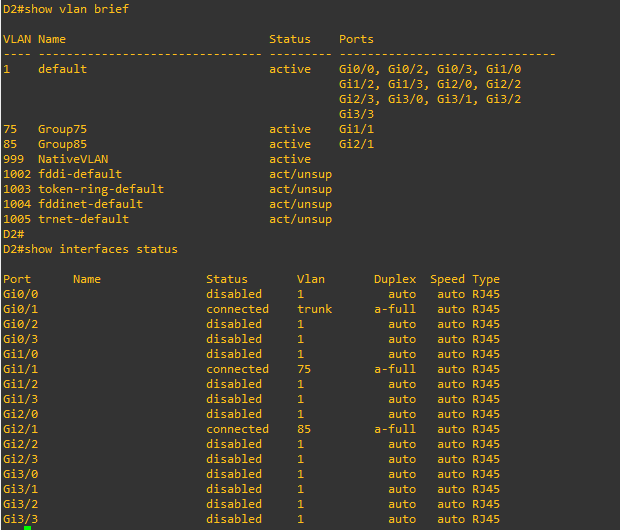 D2#show vlan brief
VLAN Name                             Status    Ports
---- -------------------------------- --------- -------------------------------
1    default                          active    Gi0/0, Gi0/2, Gi0/3, Gi1/0
                                                Gi1/2, Gi1/3, Gi2/0, Gi2/2
                                                Gi2/3, Gi3/0, Gi3/1, Gi3/2
                                                Gi3/3
75   Group75                          active    Gi1/1
85   Group85                          active    Gi2/1
999  NativeVLAN                       active
1002 fddi-default                     act/unsup
1003 token-ring-default               act/unsup
1004 fddinet-default                  act/unsup
1005 trnet-default                    act/unsup
D2#
D2#show interfaces status
Port      Name               Status       Vlan       Duplex  Speed Type
Gi0/0                        disabled     1            auto   auto RJ45
Gi0/1                        connected    trunk      a-full   auto RJ45
Gi0/2                        disabled     1            auto   auto RJ45
Gi0/3                        disabled     1            auto   auto RJ45
Gi1/0                        disabled     1            auto   auto RJ45
Gi1/1                        connected    75         a-full   auto RJ45
Gi1/2                        disabled     1            auto   auto RJ45
Gi1/3                        disabled     1            auto   auto RJ45
Gi2/0                        disabled     1            auto   auto RJ45
Gi2/1                        connected    85         a-full   auto RJ45
Gi2/2                        disabled     1            auto   auto RJ45
Gi2/3                        disabled     1            auto   auto RJ45
Gi3/0                        disabled     1            auto   auto RJ45
Gi3/1                        disabled     1            auto   auto RJ45
Gi3/2                        disabled     1            auto   auto RJ45
Gi3/3                        disabled     1            auto   auto RJ45